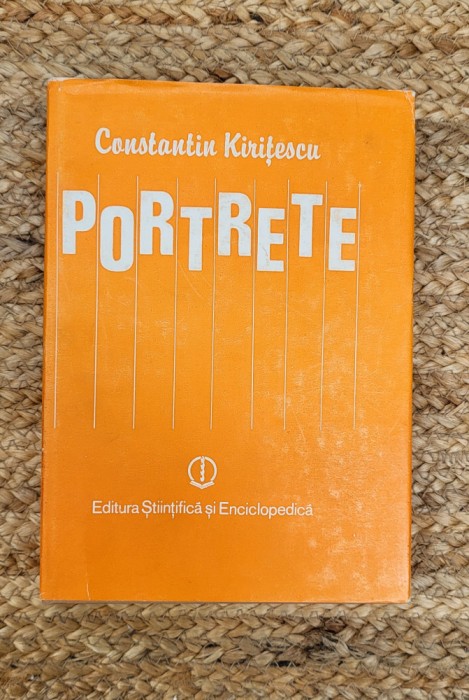 Constantin Kirițescu
PORTRETE
Editura Științifică și Enciclopedică